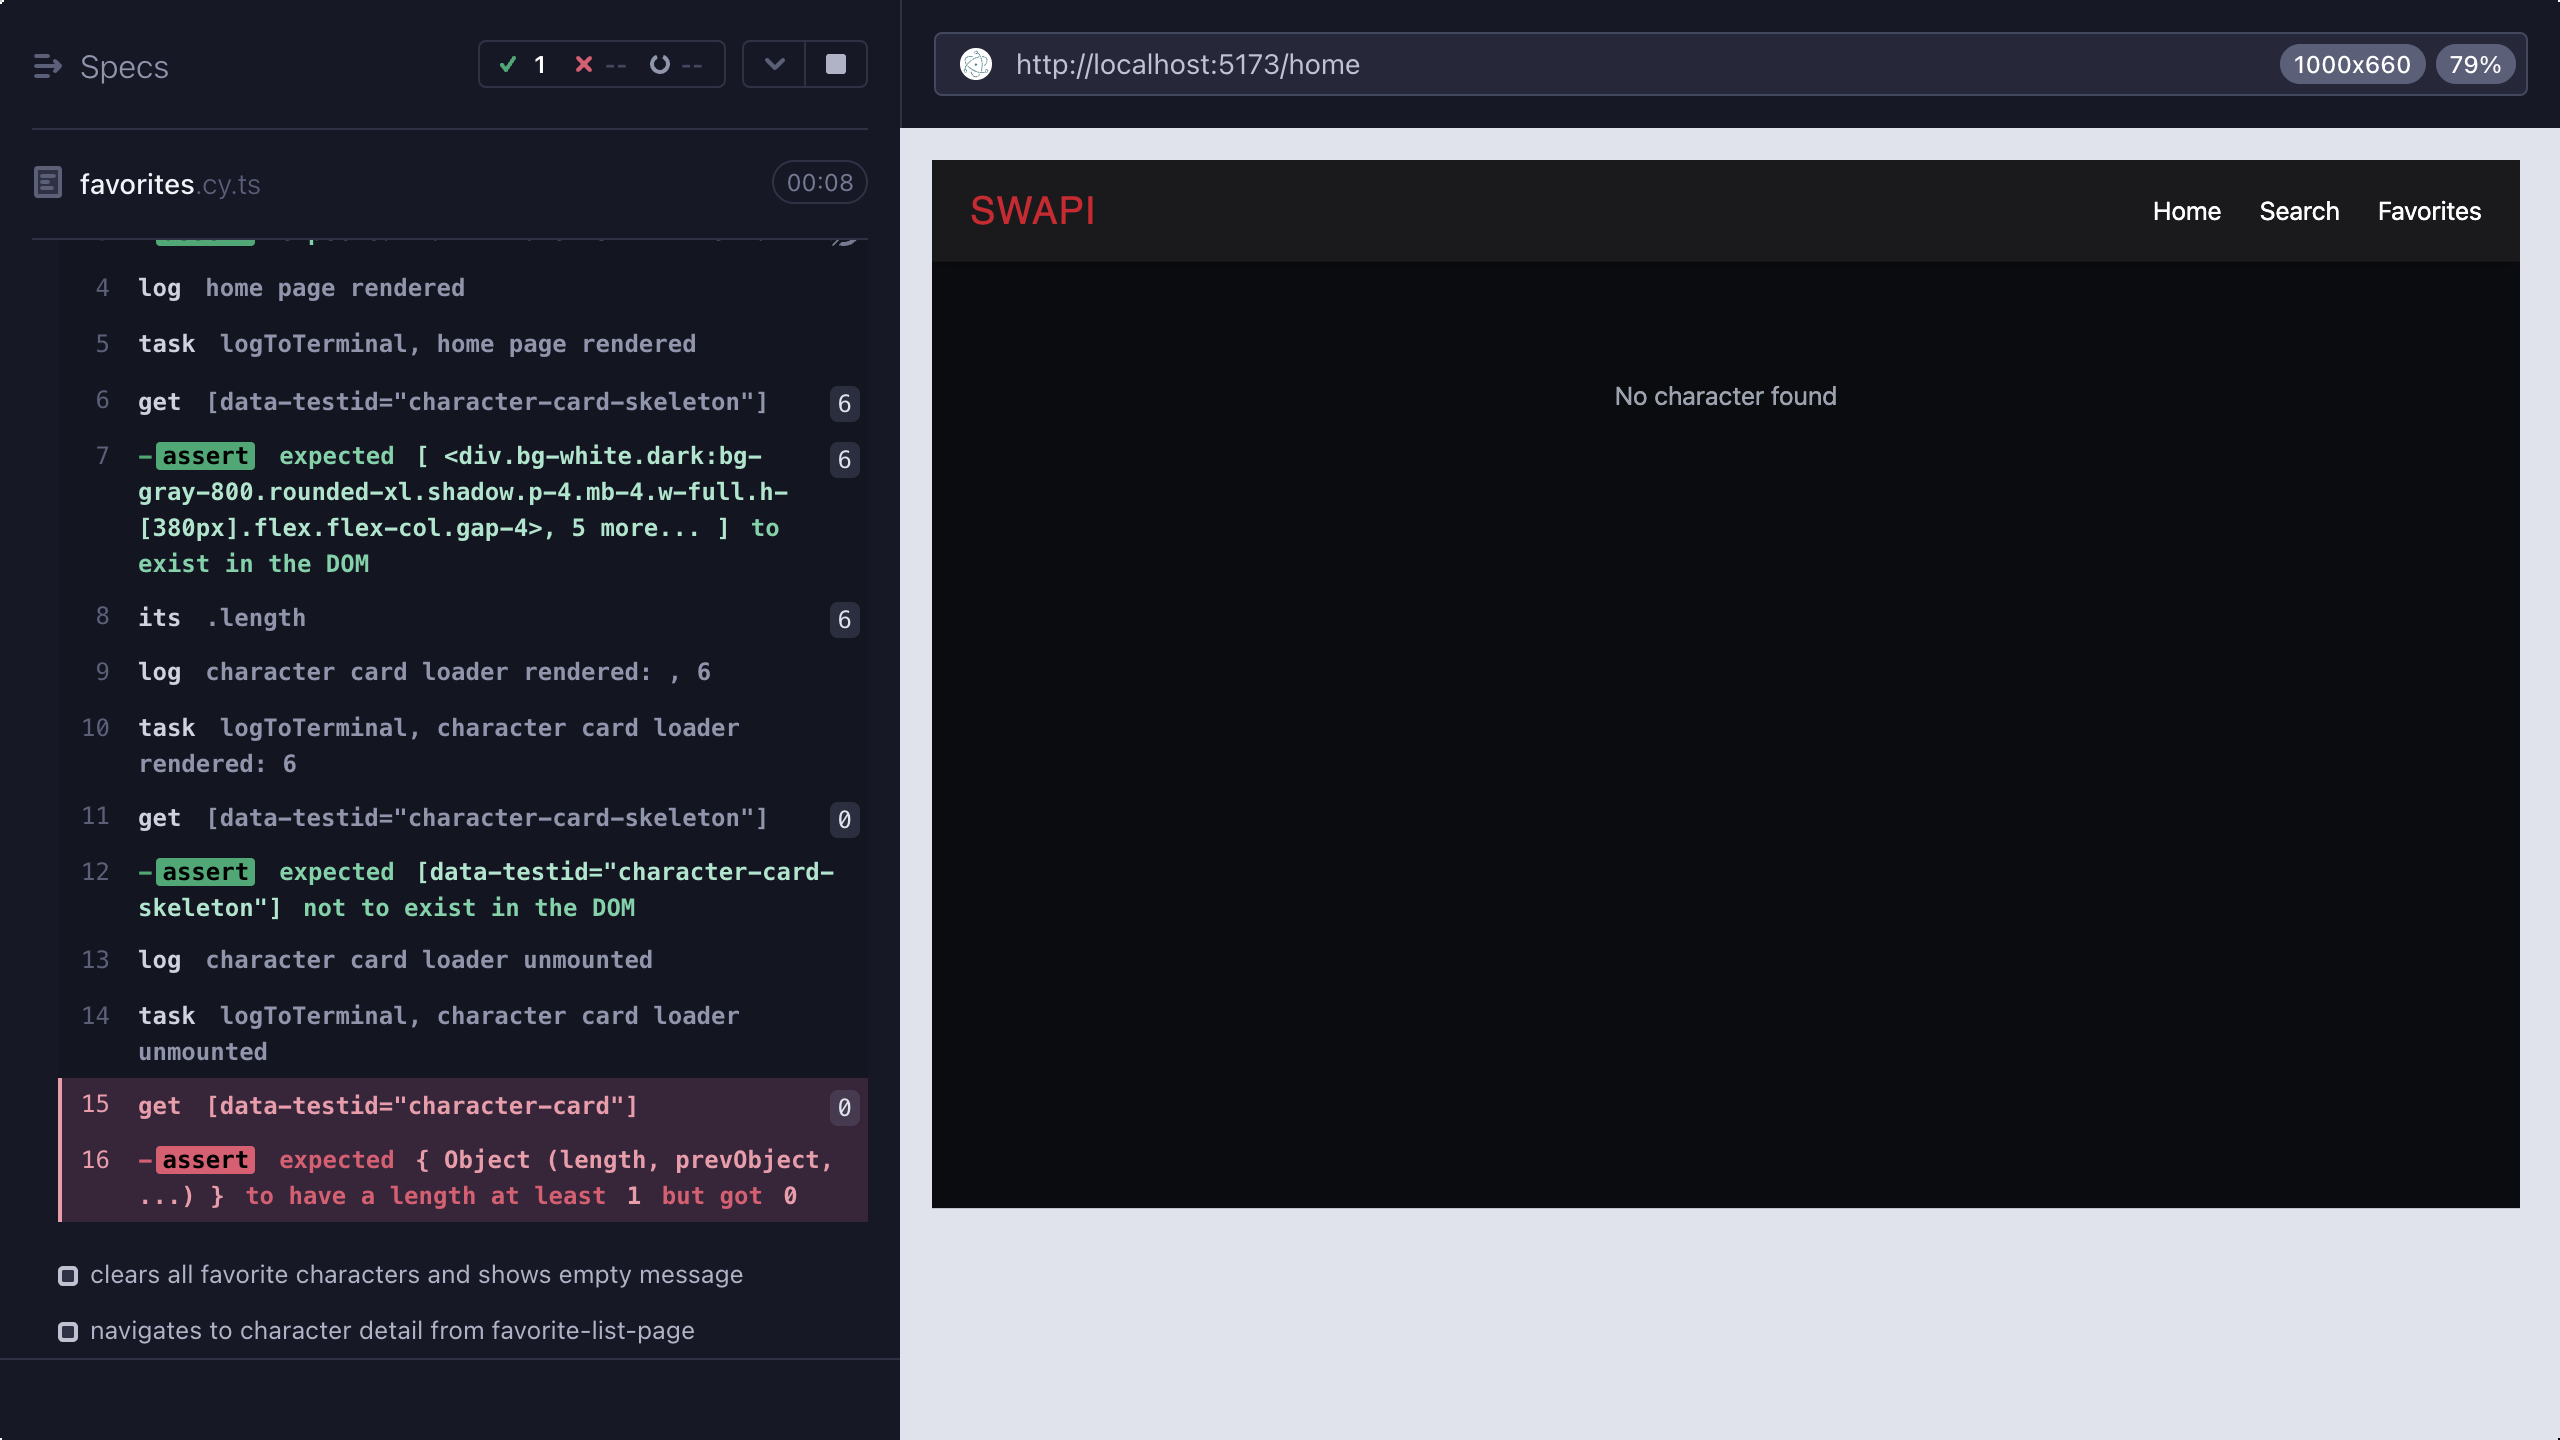 Specs
1 -- --
favorites.cy.ts
00:08
4 log home page rendered
5 task logToTerminal, home page rendered
6 get [data-testid="character-card-skeleton"] 6
7 -assert expected [ <div.bg-white.dark:bg- 6
gray-800.rounded-xl.shadow.p-4.mb-4.w-full.h-
[380px].flex.flex-col.gap-4>, 5 more... ] to
exist in the DOM
8 its .length 6
9 log character card loader rendered: , 6
10 task logToTerminal, character card loader
rendered: 6
11 get [data-testid="character-card-skeleton"] 0
12 -assert expected [data-testid="character-card-
skeleton"] not to exist in the DOM
13 log character card loader unmounted
14 task logToTerminal, character card loader
unmounted
15 get [data-testid="character-card"] 0
16 -assert expected { Object (length, prevObject,
...) } to have a length at least 1 but got 0
clears all favorite characters and shows empty message
navigates to character detail from favorite-list-page
http://localhost:5173/home
1000x660 79%
SWAPI
Home Search Favorites
No character found